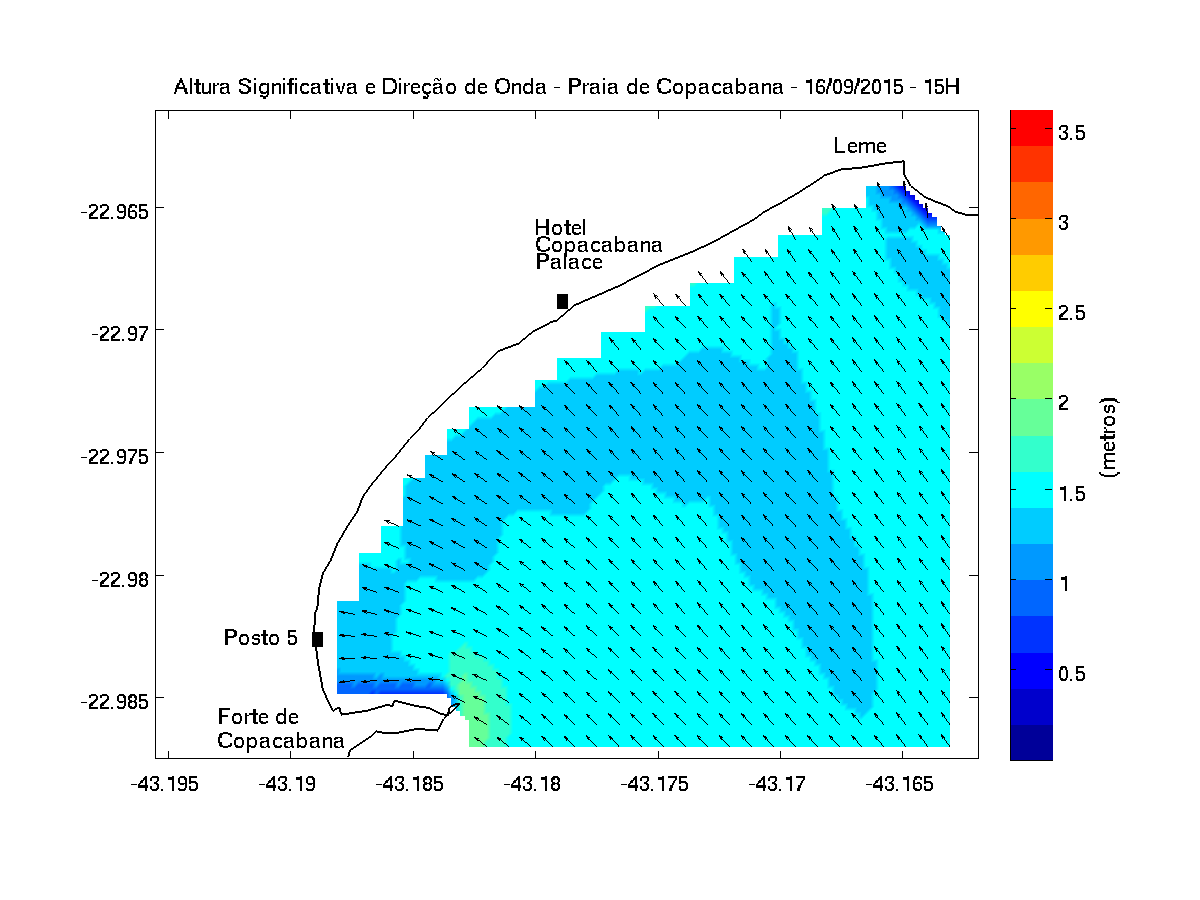 Altura Significativa e Direção de Onda - Praia de Copacabana - 16/09/2015 - 15H
Leme
Hotel
Copacabana
Palace
Posto 5
Forte de
Copacabana
-22.965
-22.97
-22.975
-22.98
-22.985
-43.195
-43.19
-43.185
-43.18
-43.175
-43.17
-43.165
3.5
3
2.5
2
1.5
1
0.5
(metros)